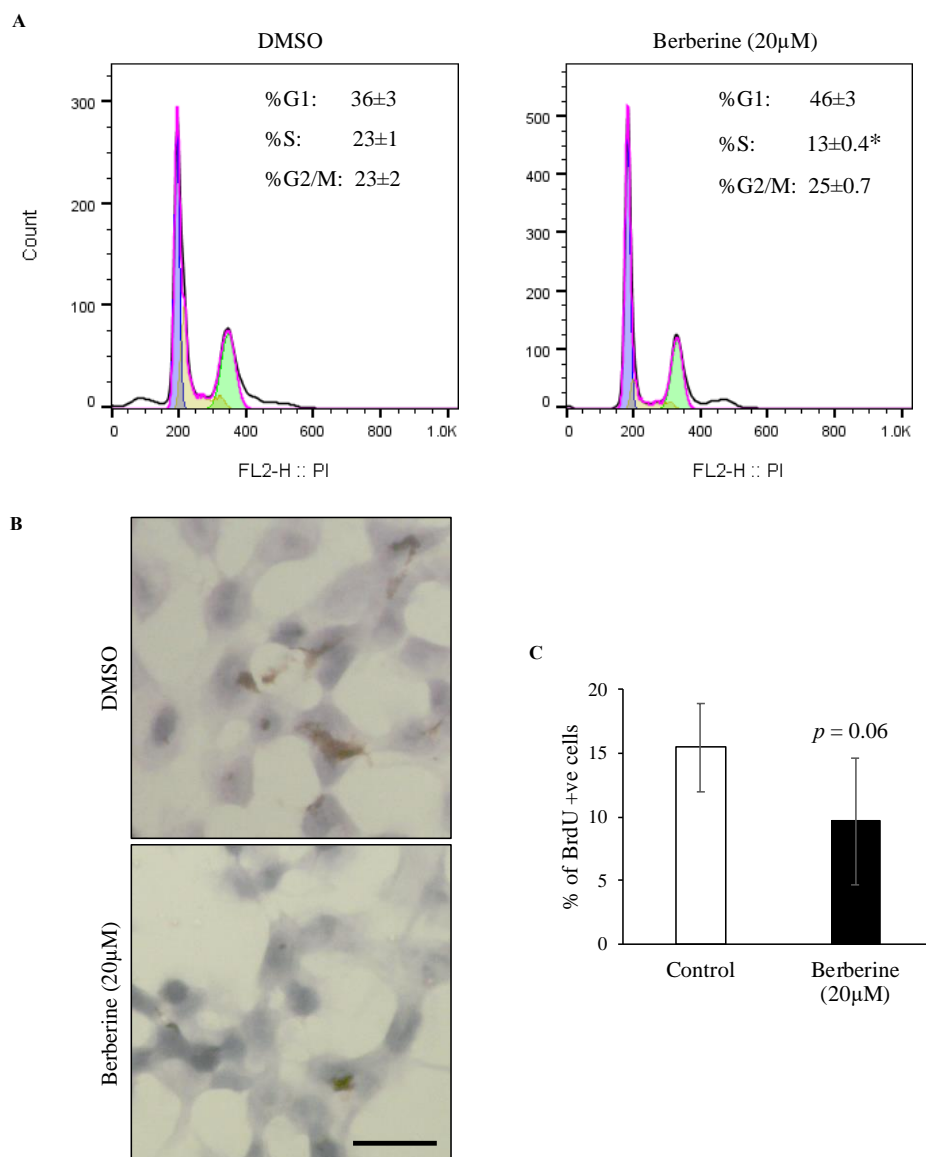 A
DMSO
Berberine (20µM)
%G1: 36±3
%S: 23±1
%G2/M: 23±2
%G1: 46±3
%S: 13±0.4*
%G2/M: 25±0.7
Count
300
200
100
0
500
400
300
200
100
0
0 200 400 600 800 1.0K
0 200 400 600 800 1.0K
FL2-H :: PI
FL2-H :: PI
B
DMSO
Berberine (20µM)
C
% of BrdU +ve cells
20
15
10
5
0
p = 0.06
Control
Berberine
(20µM)